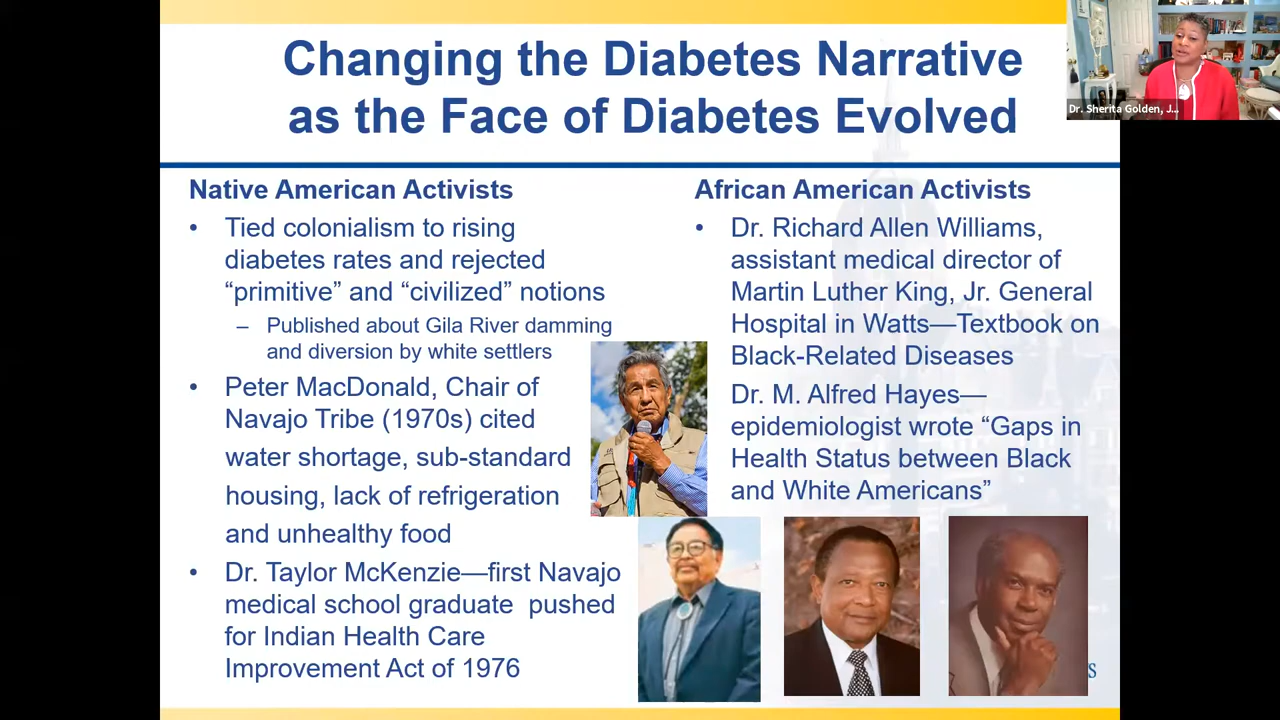 Changing the Diabetes Narrative
as the Face of Diabetes Evolved
Dr. Sherita Golden, J...
Native American Activists
• Tied colonialism to rising
diabetes rates and rejected
“primitive” and “civilized” notions
– Published about Gila River damming
and diversion by white settlers
• Peter MacDonald, Chair of
Navajo Tribe (1970s) cited
water shortage, sub-standard
housing, lack of refrigeration
and unhealthy food
• Dr. Taylor McKenzie—first Navajo
medical school graduate pushed
for Indian Health Care
Improvement Act of 1976
African American Activists
• Dr. Richard Allen Williams,
assistant medical director of
Martin Luther King, Jr. General
Hospital in Watts—Textbook on
Black-Related Diseases
Dr. M. Alfred Hayes—
epidemiologist wrote “Gaps in
Health Status between Black
and White Americans”